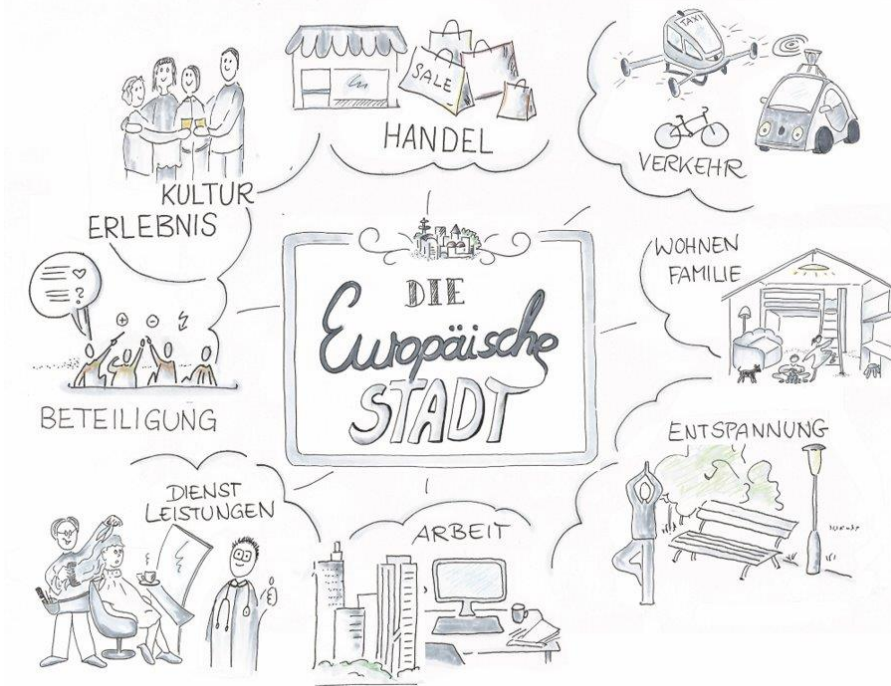 DIE
Europäische
STADT
HANDEL
SALE
TAXI
VERKEHR
WOHNEN
FAMILIE
ENTSPANNUNG
ARBEIT
DIENST
LEISTUNGEN
BETEILIGUNG
?
KULTUR
ERLEBNIS